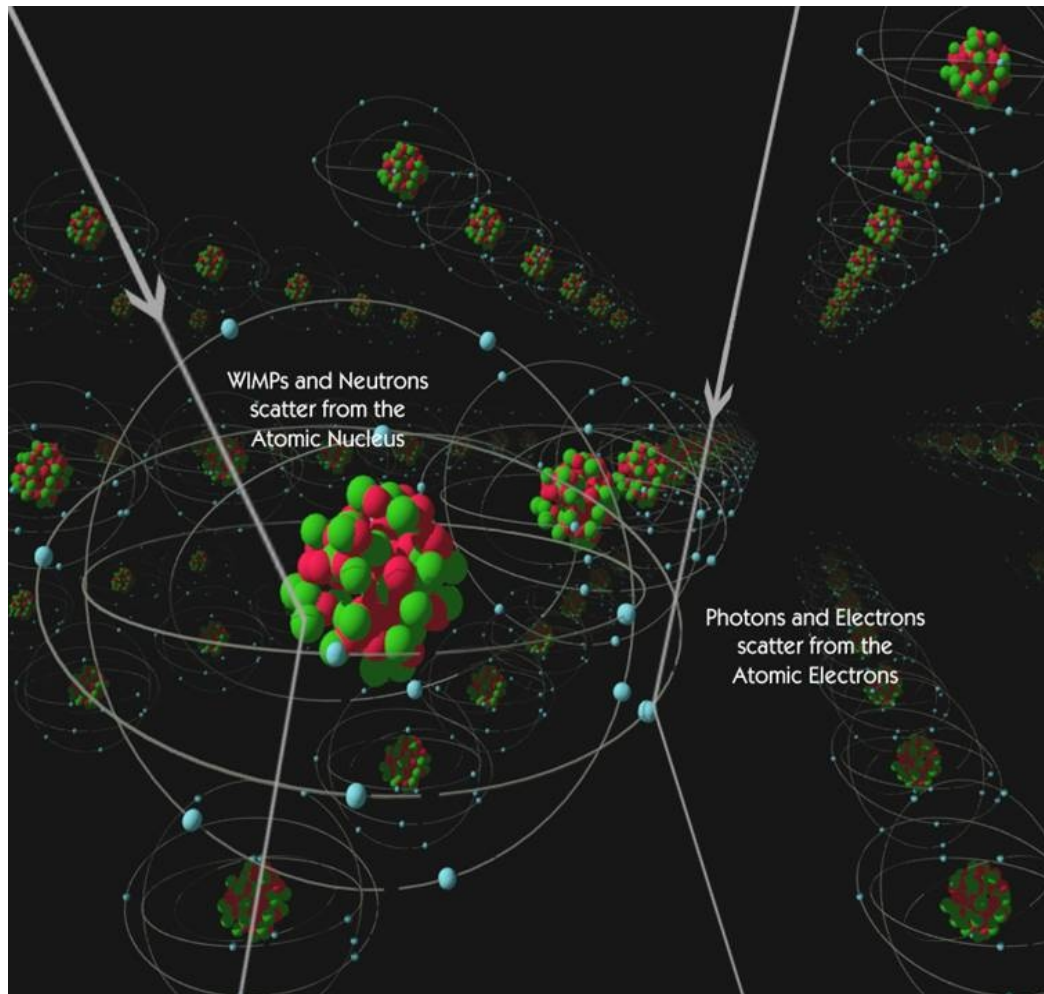 WIMPs and Neutrons
scatter from the
Atomic Nucleus
Photons and Electrons
scatter from the
Atomic Electrons